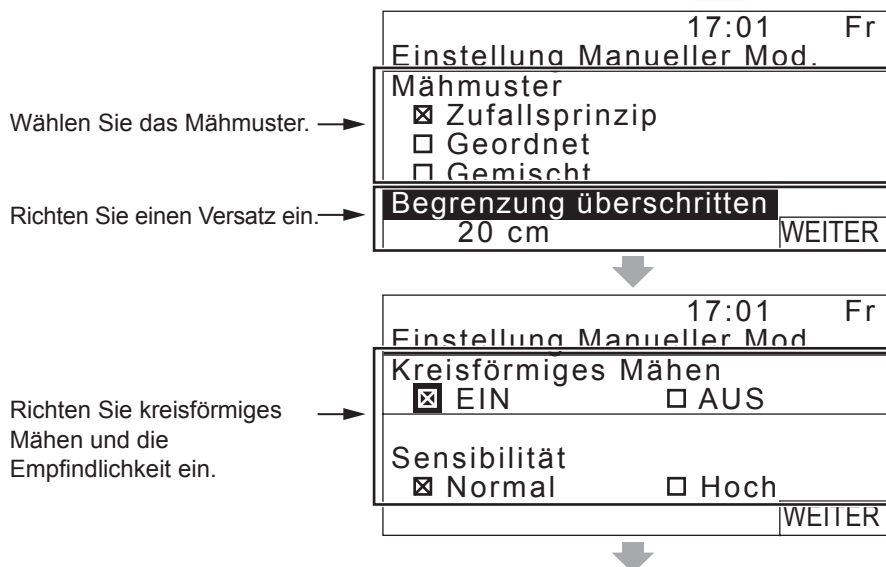 17:01 Fr
Einstellung Manueller Mod.
Mähmuster
Wählen Sie das Mähmuster.
Zufallsprinzip
Geordnet
Gemischt
Begrenzung überschritten
Richten Sie einen Versatz ein.
20 cm WEITER
17:01 Fr
Einstellung Manueller Mod
Kreisförmiges Mähen
EIN AUS
Richten Sie kreisförmiges
Mähen und die
Empfindlichkeit ein.
Sensibilität
Normal Hoch
WEITER